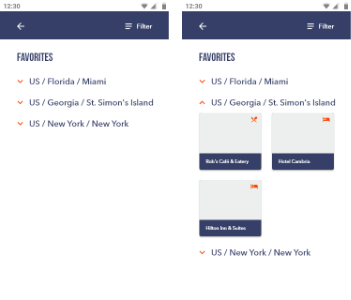 12:30
Filter
FAVORITES
US / Florida / Miami
US / Georgia / St. Simon's Island
US / New York / New York
12:30
Filter
FAVORITES
US / Florida / Miami
US / Georgia / St. Simon's Island
Bob's Café & Eatery
Hotel Cambria
Hilton Inn & Suites
US / New York / New York